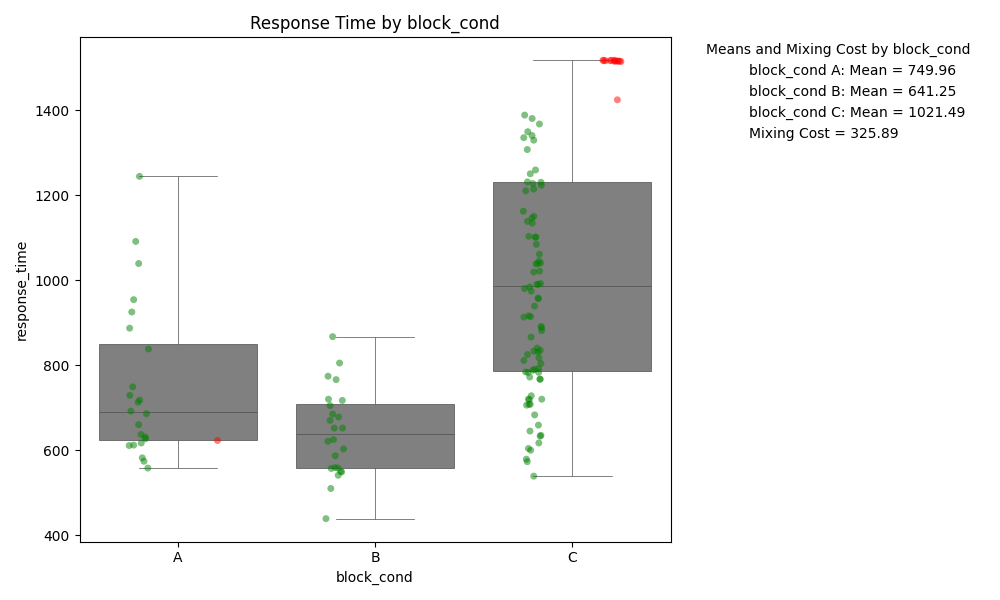 Response Time by block_cond
Means and Mixing Cost by block_cond
block_cond A: Mean = 749.96
block_cond B: Mean = 641.25
block_cond C: Mean = 1021.49
Mixing Cost = 325.89
response_time
1400
1200
1000
800
600
400
A
B
C
block_cond